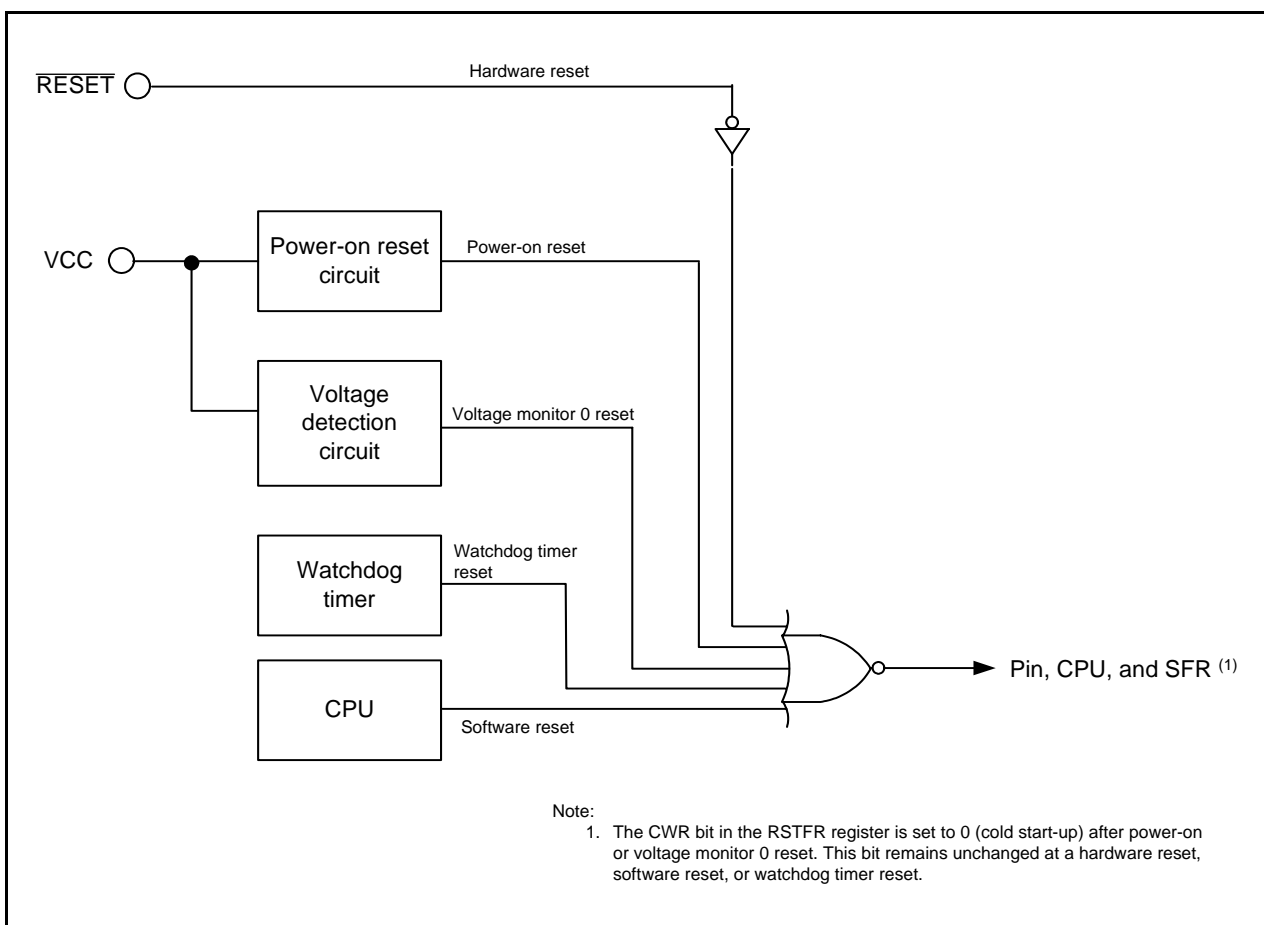 Hardware reset
RESET
Power-on reset
circuit
Power-on reset
VCC
Voltage
detection
circuit
Voltage monitor 0 reset
Watchdog
timer
Watchdog timer
reset
Pin, CPU, and SFR (1)
CPU
Software reset
Note:
1. The CWR bit in the RSTFR register is set to 0 (cold start-up) after power-on
or voltage monitor 0 reset. This bit remains unchanged at a hardware reset,
software reset, or watchdog timer reset.